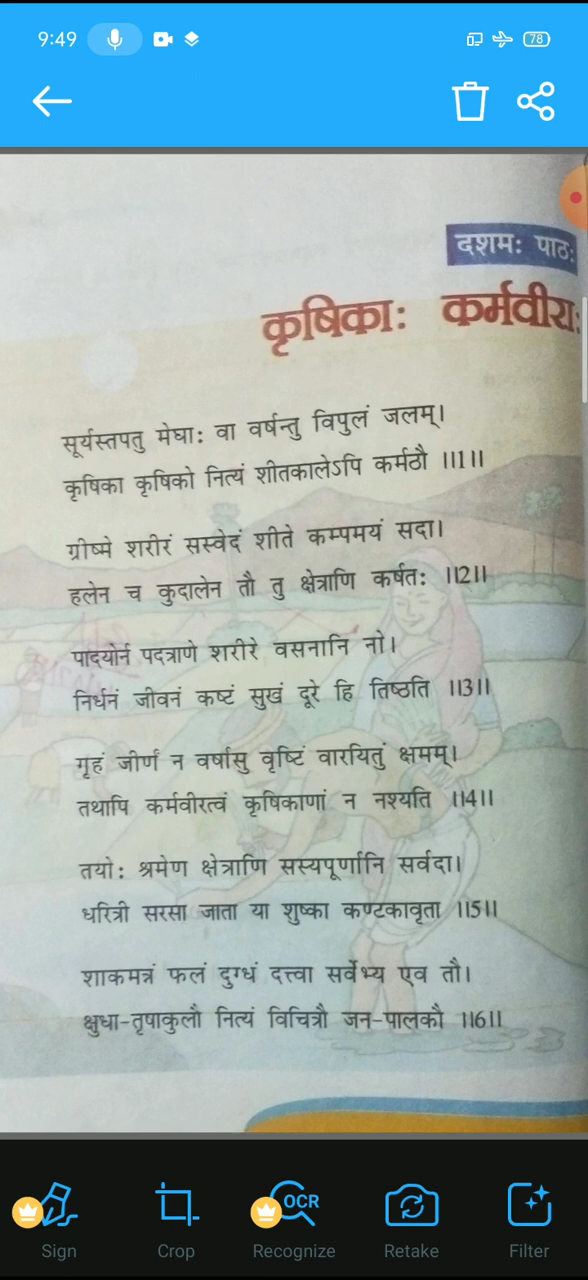 9:49
78
दशमः पाठः
कृषिकाः कर्मवीराः
सूर्यस्तपतु मेघाः वा वर्षन्तु विपुलं जलम्।
कृषिका कृषिको नित्यं शीतकालेऽपि कर्मठौ ॥1॥
ग्रीष्मे शरीरं सस्वेदं शीते कम्पमयं सदा।
हलेन च कुदालेन तौ तु क्षेत्राणि कर्षतः ॥2॥
पादयोर्न पदत्राणे शरीरे वसनानि नो।
निर्धनं जीवनं कष्टं सुखं दूरे हि तिष्ठति ॥3॥
गृहं जीर्णं न वर्षासु वृष्टिं वारयितुं क्षमम्।
तथापि कर्मवीरत्वं कृषिकाणां न नश्यति ॥4॥
तयोः श्रमेण क्षेत्राणि सस्यपूर्णानि सर्वदा।
धरित्री सरसा जाता या शुष्का कण्टकावृता ॥5॥
शाकमन्नं फलं दुग्धं दत्त्वा सर्वेभ्य एव तौ।
क्षुधा-तृषाकुलौ नित्यं विचित्रौ जन-पालकौ ॥6॥
OCR
Sign Crop Recognize Retake Filter